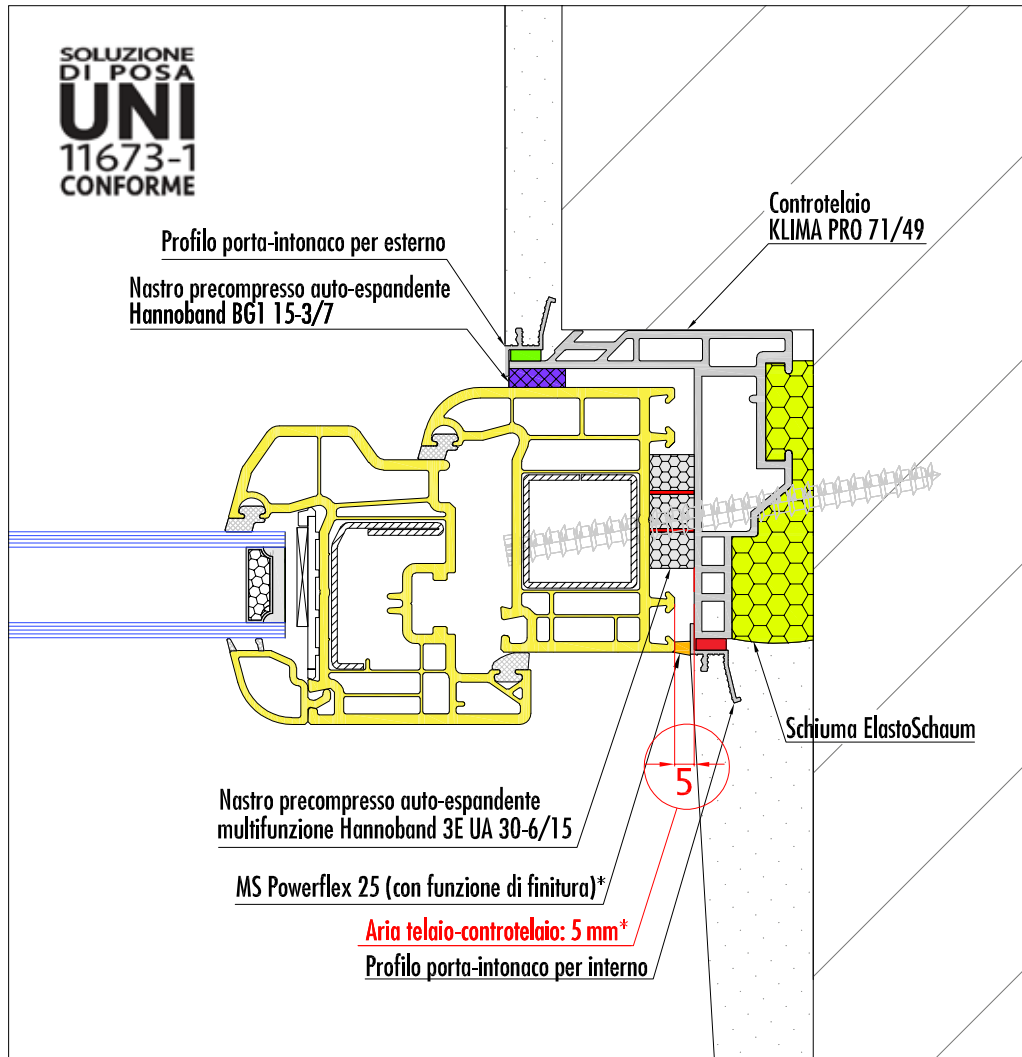 SOLUZIONE
DI POSA
UNI
11673-1
CONFORME
Controtelaio
KLIMA PRO 71/49
Profilo porta-intonaco per esterno
Nastro precompresso auto-espandente
Hannoband BG1 15-3/7
Schiuma ElastoSchaum
5
Nastro precompresso auto-espandente
multifunzione Hannoband 3E UA 30-6/15
MS Powerflex 25 (con funzione di finitura)*
Aria telaio-controtelaio: 5 mm*
Profilo porta-intonaco per interno